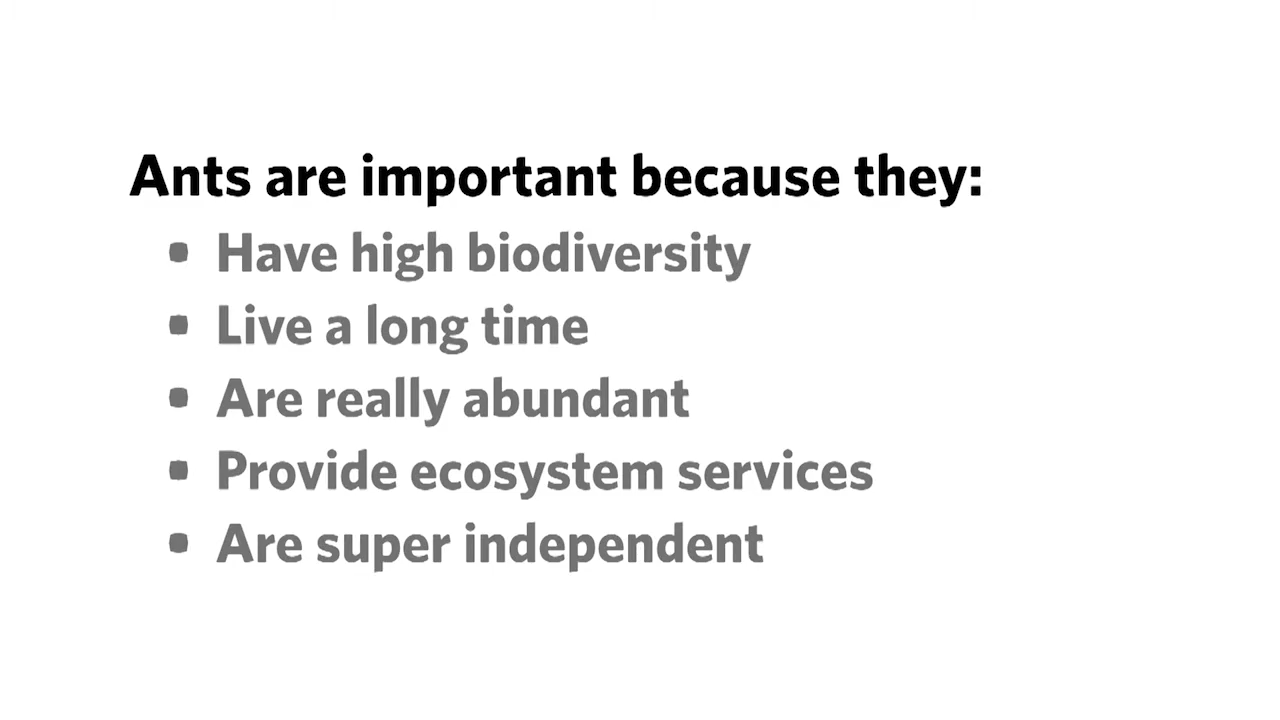 Ants are important because they:
• Have high biodiversity
• Live a long time
• Are really abundant
• Provide ecosystem services
• Are super independent